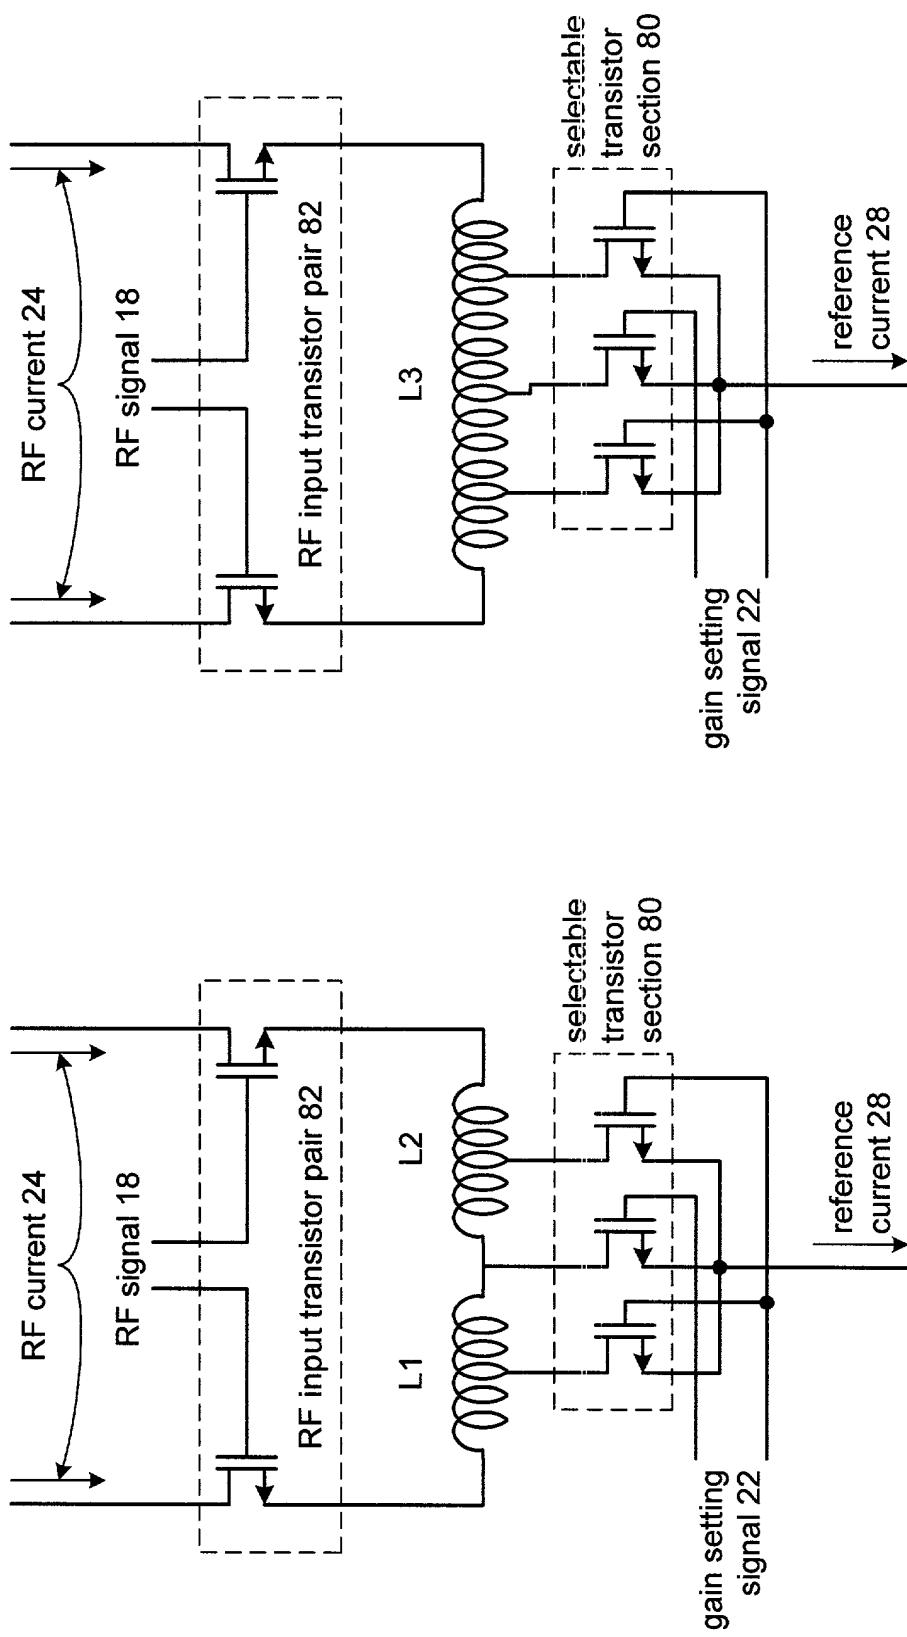 RF current 24
RF signal 18
RF input transistor pair 82
L1
L2
selectable
transistor
section 80
gain setting
signal 22
reference
current 28
RF current 24
RF signal 18
RF input transistor pair 82
L3
selectable
transistor
section 80
gain setting
signal 22
reference
current 28